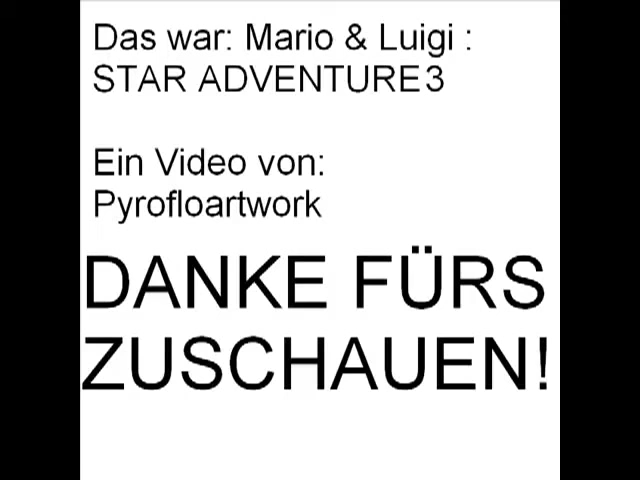 Das war: Mario & Luigi :
STAR ADVENTURE3
Ein Video von:
Pyrofloartwork
DANKE FÜRS
ZUSCHAUEN!